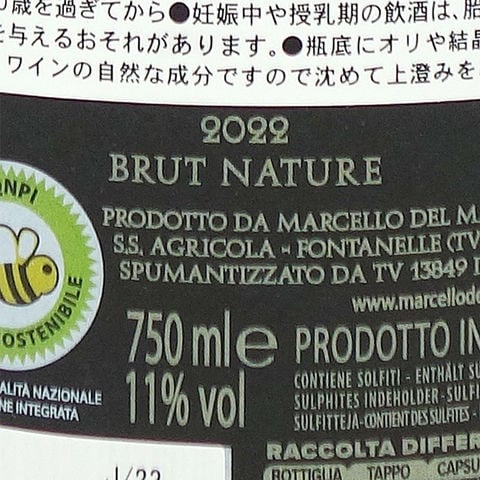 歳を過ぎてから●妊娠中や授乳期の飲酒は、胎
を与えるおそれがあります。●瓶底にオリや結晶
ワインの自然な成分ですので沈めて上澄みを
2022
BRUT NATURE
QNPI
SOSTENIBILE
PRODOTTO DA MARCELLO DEL M
S.S. AGRICOLA - FONTANELLE (TV
SPUMANTIZZATO DA TV 13849
www.marcellode
750 ml e
11% vol
PRODOTTO IN
CONTIENE SOLFITI - ENTHÄLT SU
SULPHITES INDEHOLDER - SULFI
SULFITTEJA-CONTIENT DES SULFITES -
ALITÀ NAZIONALE
NE INTEGRATA
RACCOLTA DIFFER
BOTTIGLIA TAPPO CAPSU